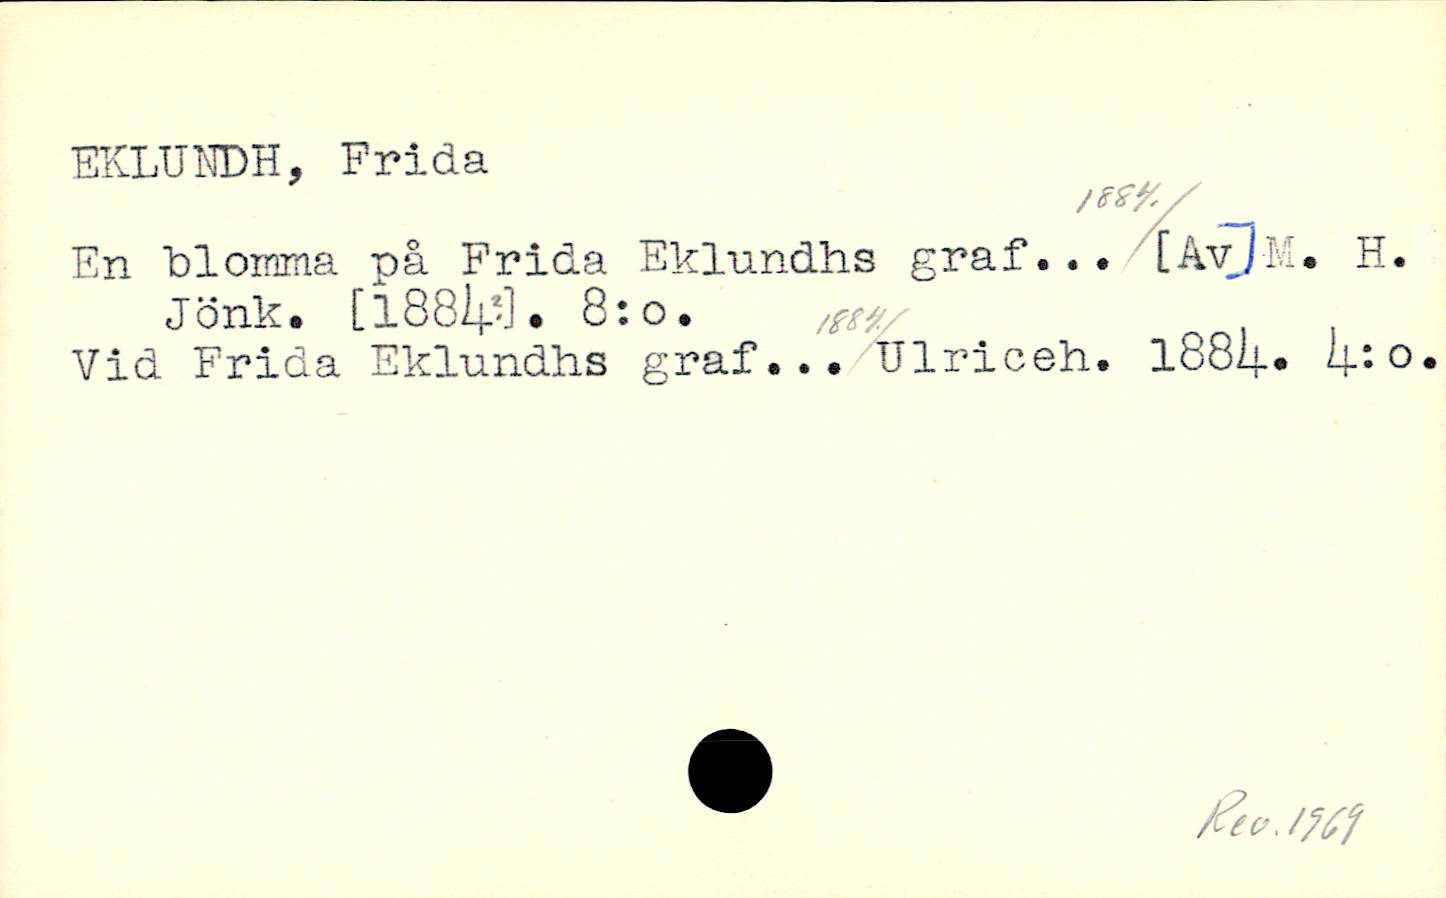 EKLUNDH, Frida
1884.
En blomma på Frida Eklundhs graf... / [Av] M. H.
Jönk. [1884?]. 8:o.
1884.
Vid Frida Eklundhs graf... / Ulriceh. 1884. 4:o.
Rev. 1969